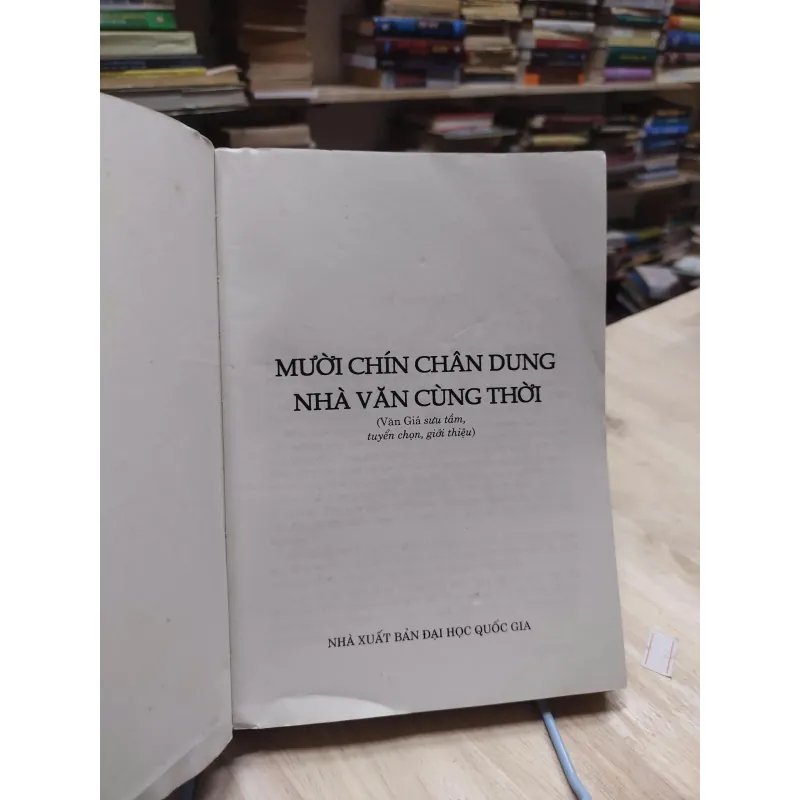 MƯỜI CHÍN CHÂN DUNG
NHÀ VĂN CÙNG THỜI
(Văn Giá sưu tầm,
tuyển chọn, giới thiệu)
NHÀ XUẤT BẢN ĐẠI HỌC QUỐC GIA